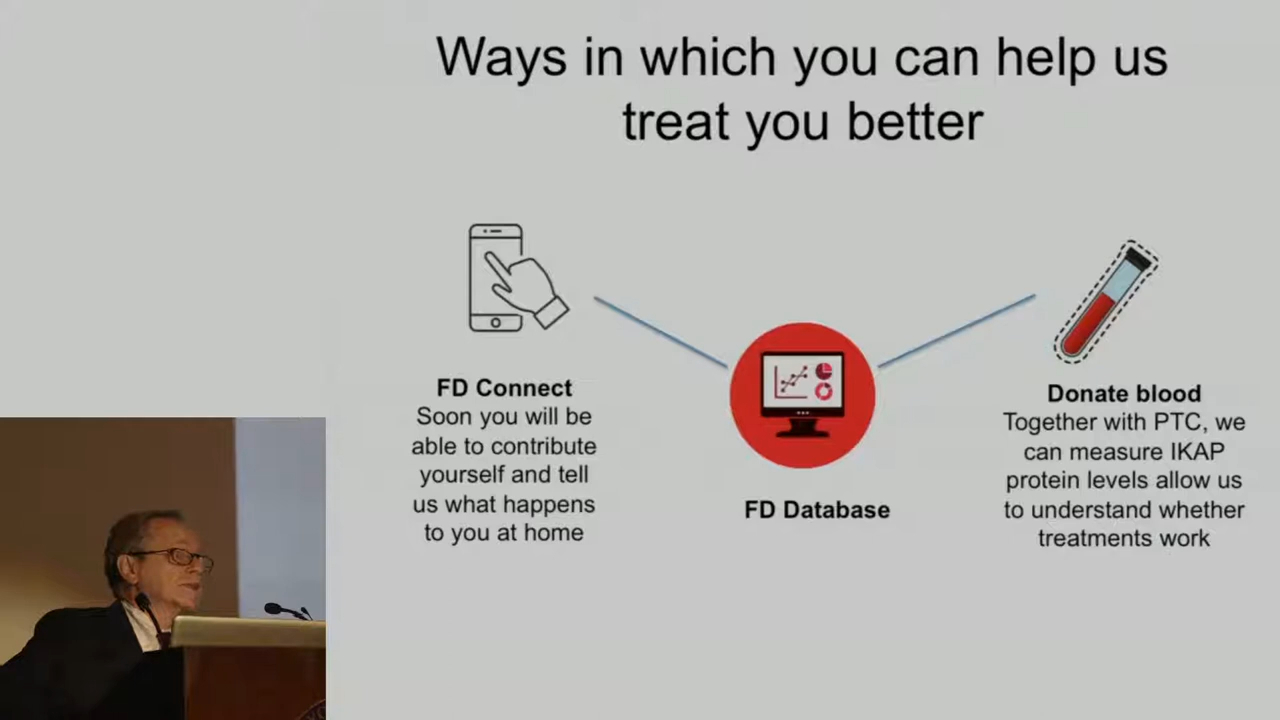 Ways in which you can help us
treat you better
FD Connect
Soon you will be
able to contribute
yourself and tell
us what happens
to you at home
FD Database
Donate blood
Together with PTC, we
can measure IKAP
protein levels allow us
to understand whether
treatments work